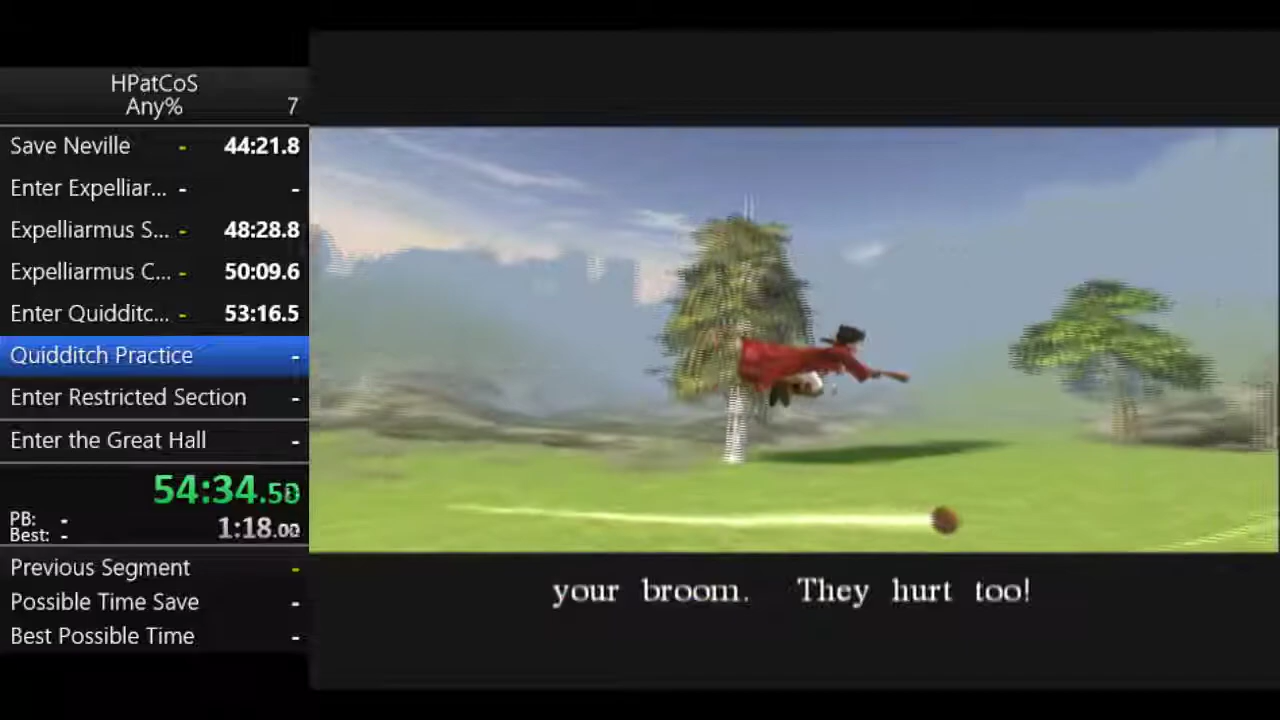 HPatCoS
Any% 7
Save Neville - 44:21.8
Enter Expelliar... - -
Expelliarmus S... - 48:28.8
Expelliarmus C... - 50:09.6
Enter Quidditc... - 53:16.5
Quidditch Practice -
Enter Restricted Section -
Enter the Great Hall -
54:34.50
PB: -
Best: - 1:18.00
Previous Segment -
Possible Time Save -
Best Possible Time -
your broom. They hurt too!